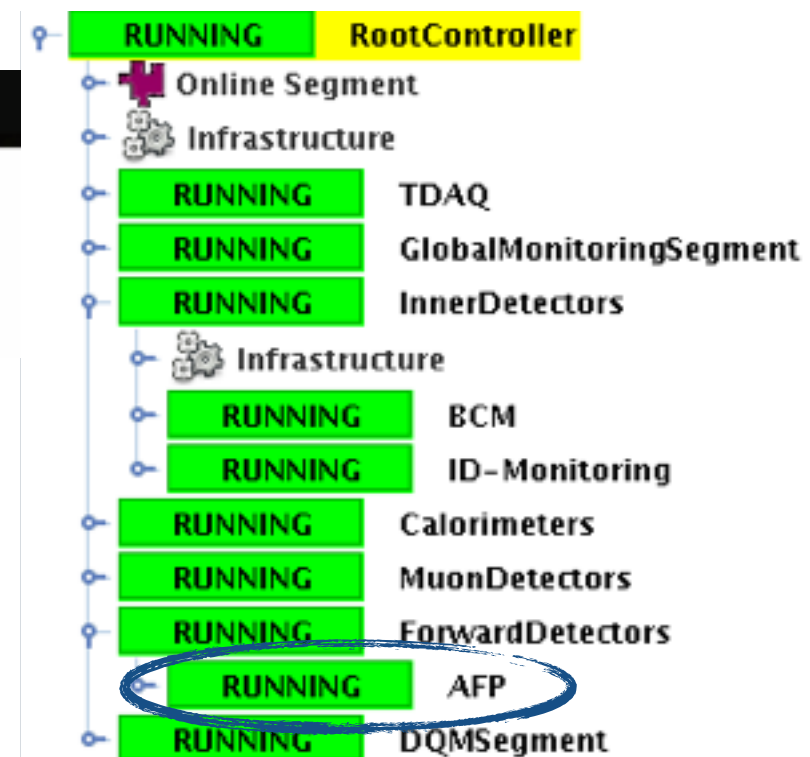 RUNNING RootController
Online Segment
Infrastructure
RUNNING TDAQ
RUNNING GlobalMonitoringSegment
RUNNING InnerDetectors
Infrastructure
RUNNING BCM
RUNNING ID-Monitoring
RUNNING Calorimeters
RUNNING MuonDetectors
RUNNING ForwardDetectors
RUNNING AFP
RUNNING DQMSegment